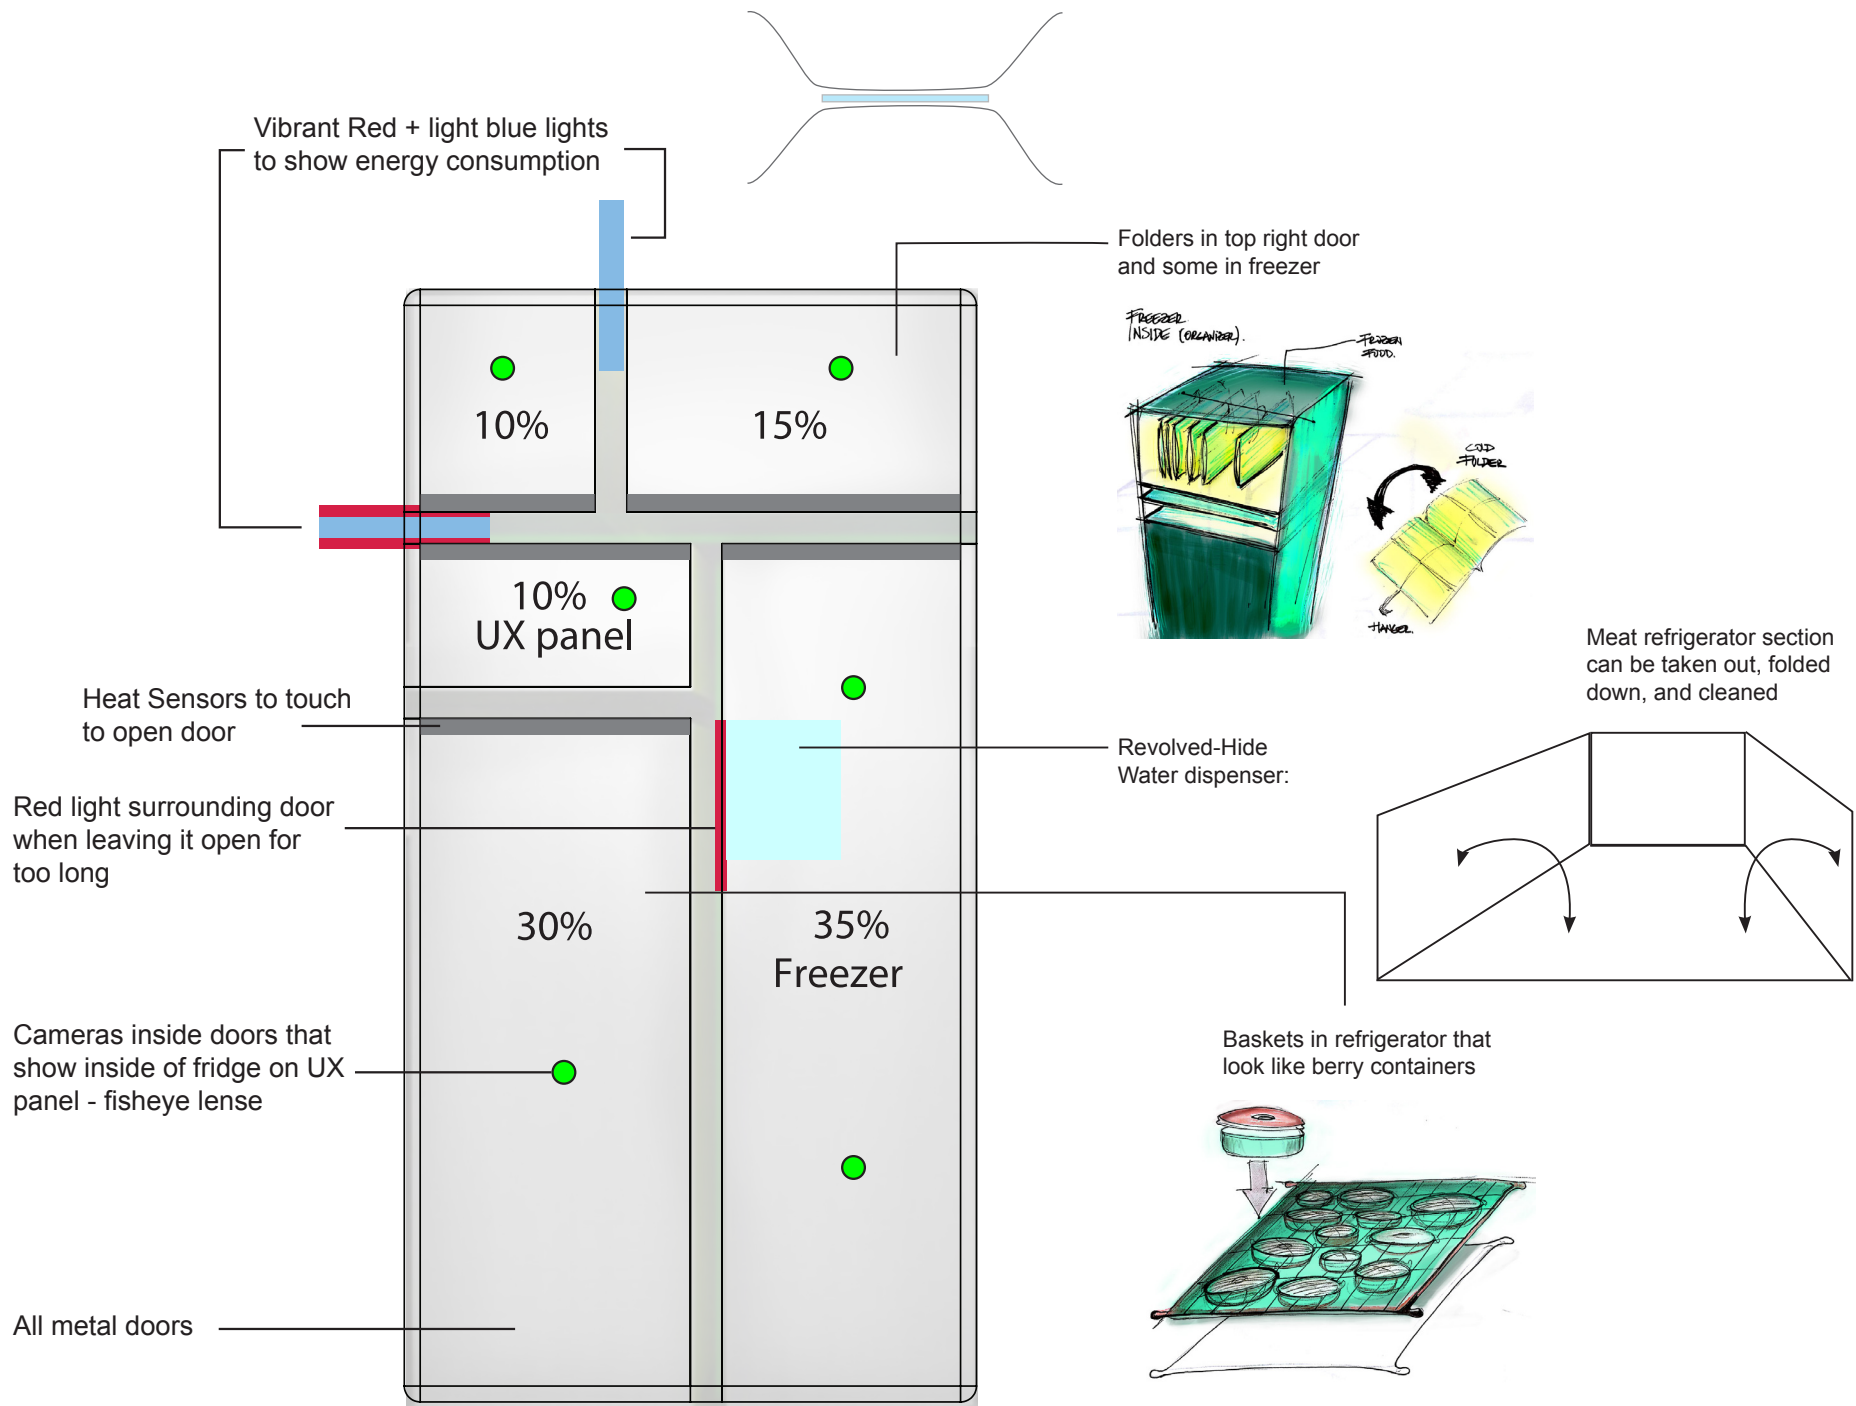 Vibrant Red + light blue lights
to show energy consumption
Folders in top right door
and some in freezer
FREEZER
INSIDE (ORGANIZER).
FROZEN
FOOD.
10%
15%
COLD
FOLDER
HANGER.
10%
UX panel
Meat refrigerator section
can be taken out, folded
down, and cleaned
Heat Sensors to touch
to open door
Revolved-Hide
Water dispenser:
Red light surrounding door
when leaving it open for
too long
30%
35%
Freezer
Cameras inside doors that
show inside of fridge on UX
panel - fisheye lense
Baskets in refrigerator that
look like berry containers
All metal doors